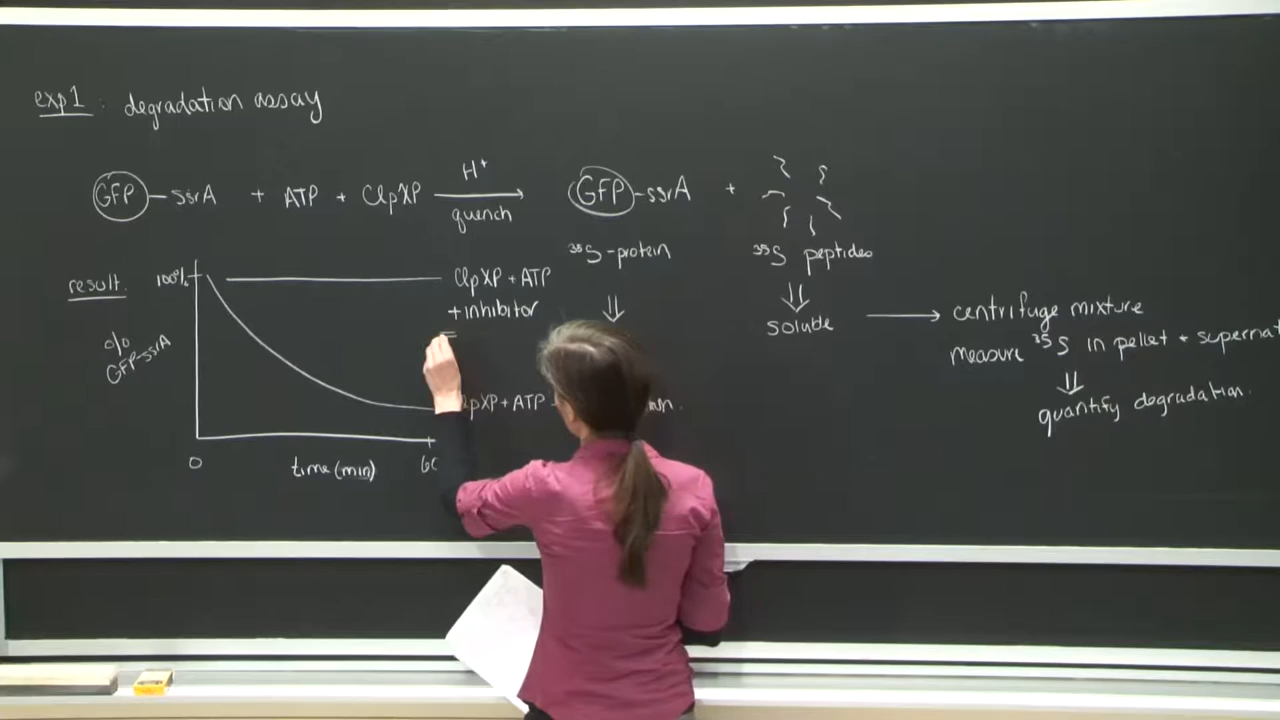 exp1: degradation assay
H⁺
GFP-ssrA + ATP + ClpXP → GFP-ssrA +
quench
³⁵S-protein
³⁵S peptides
⇓
⇓
soluble → centrifuge mixture
measure ³⁵S in pellet +
⇓
quantify degradation.
result.
100%
% GFP-ssrA
ClpXP + ATP
+ inhibitor
ClpXP + ATP
0
time (min)